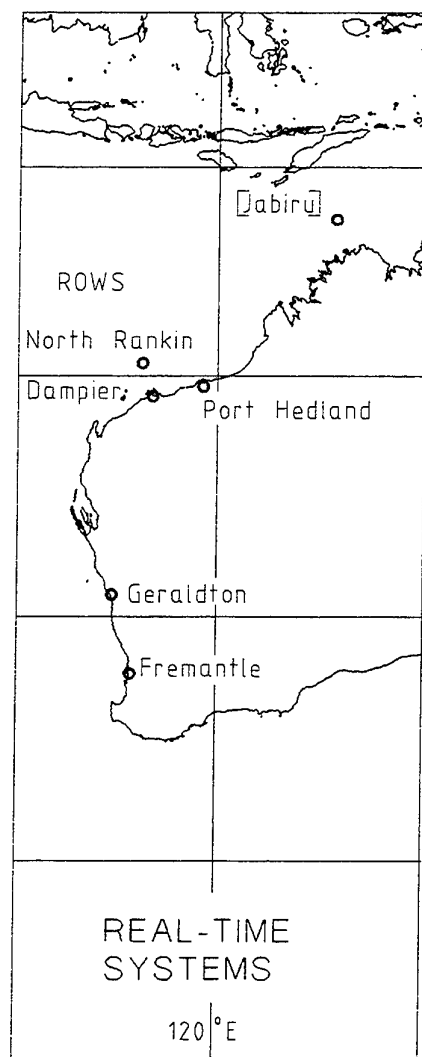 [Jabiru]
ROWS
North Rankin
Dampier
Port Hedland
Geraldton
Fremantle
REAL-TIME
SYSTEMS
120°E